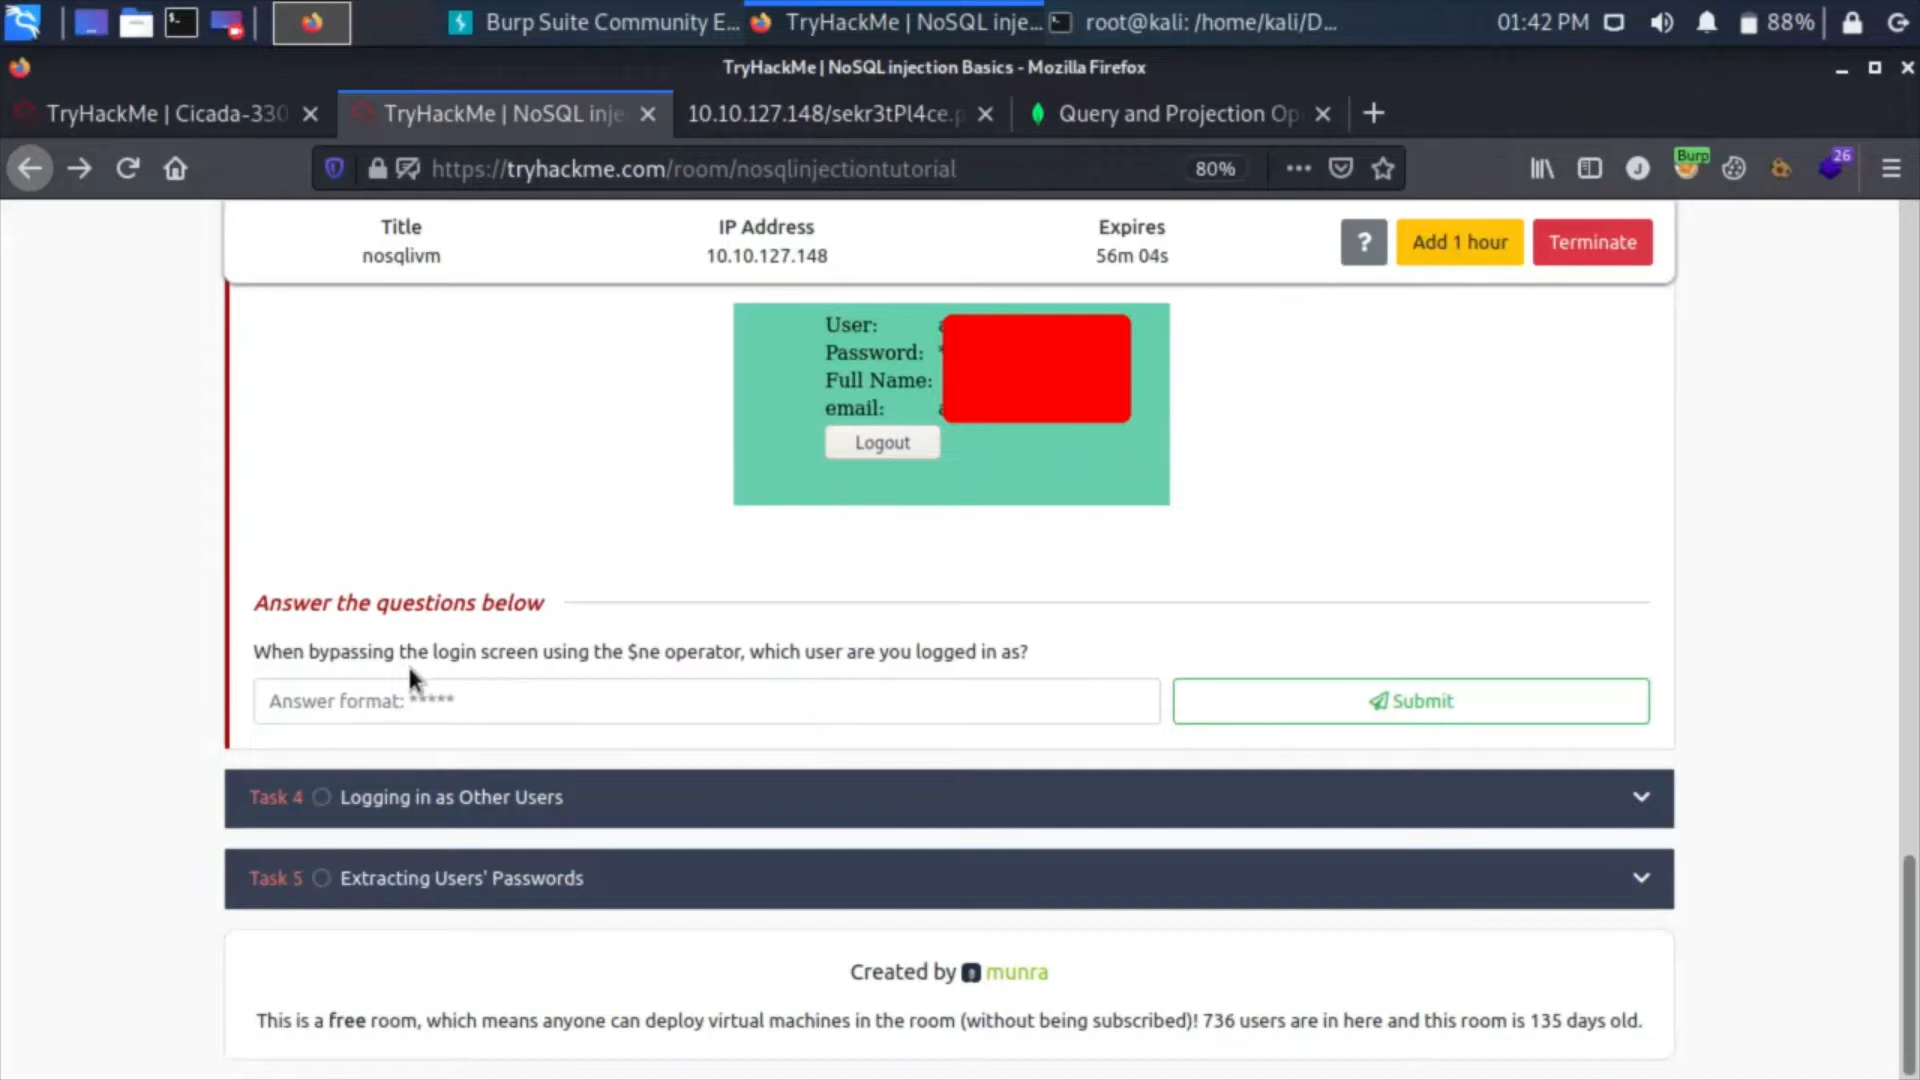 Burp Suite Community E...
TryHackMe | NoSQL inje...
root@kali: /home/kali/D...
01:42 PM
88%
TryHackMe | NoSQL injection Basics - Mozilla Firefox
TryHackMe | Cicada-330
TryHackMe | NoSQL inje
10.10.127.148/sekr3tPl4ce.p
Query and Projection Op
https://tryhackme.com/room/nosqlinjectiontutorial
80%
Burp
26
Title
IP Address
Expires
nosqlivm
10.10.127.148
56m 04s
?
Add 1 hour
Terminate
User:
Password:
Full Name:
email:
Logout
Answer the questions below
When bypassing the login screen using the $ne operator, which user are you logged in as?
Answer format: *****
Submit
Task 4
Logging in as Other Users
Task 5
Extracting Users' Passwords
Created by munra
This is a free room, which means anyone can deploy virtual machines in the room (without being subscribed)! 736 users are in here and this room is 135 days old.